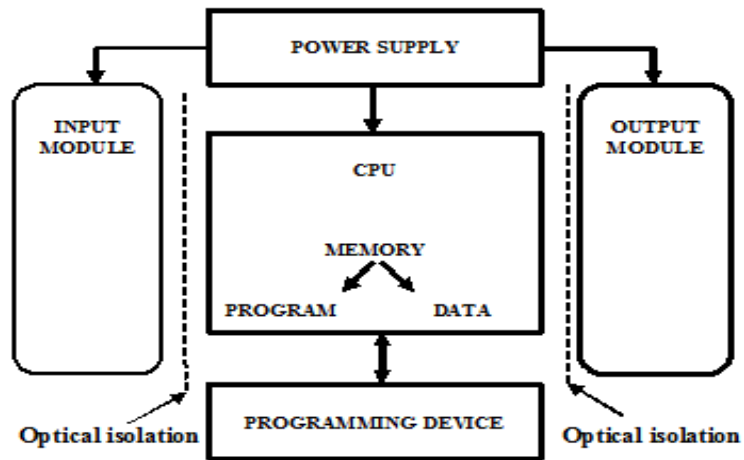 POWER SUPPLY
INPUT
MODULE
OUTPUT
MODULE
CPU
MEMORY
PROGRAM DATA
Optical isolation
PROGRAMMING DEVICE
Optical isolation